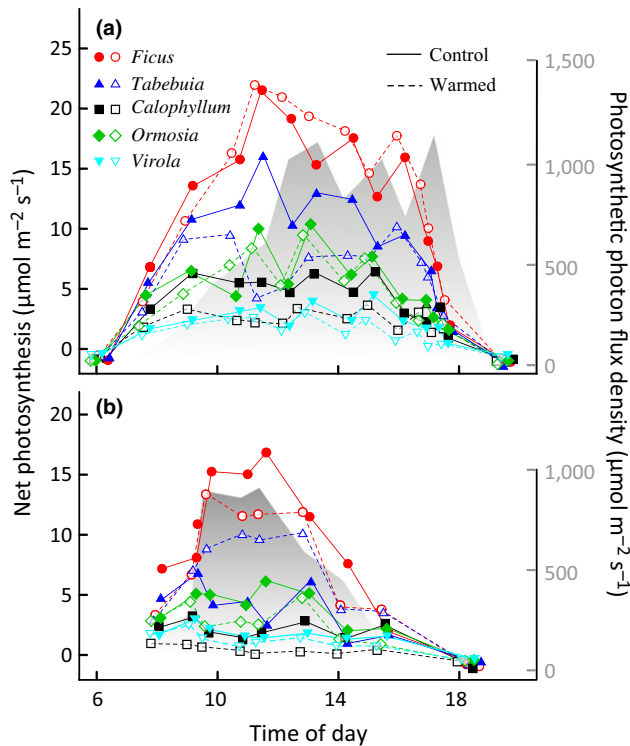 (a)
Ficus
Tabebuia
Calophyllum
Ormosia
Virola
Control
Warmed
25
20
15
10
5
0
1,500
1,000
500
0
(b)
20
15
10
5
0
1,000
500
0
6
10
14
18
Time of day
Net photosynthesis (µmol m⁻² s⁻¹)
Photosynthetic photon flux density (µmol m⁻² s⁻¹)